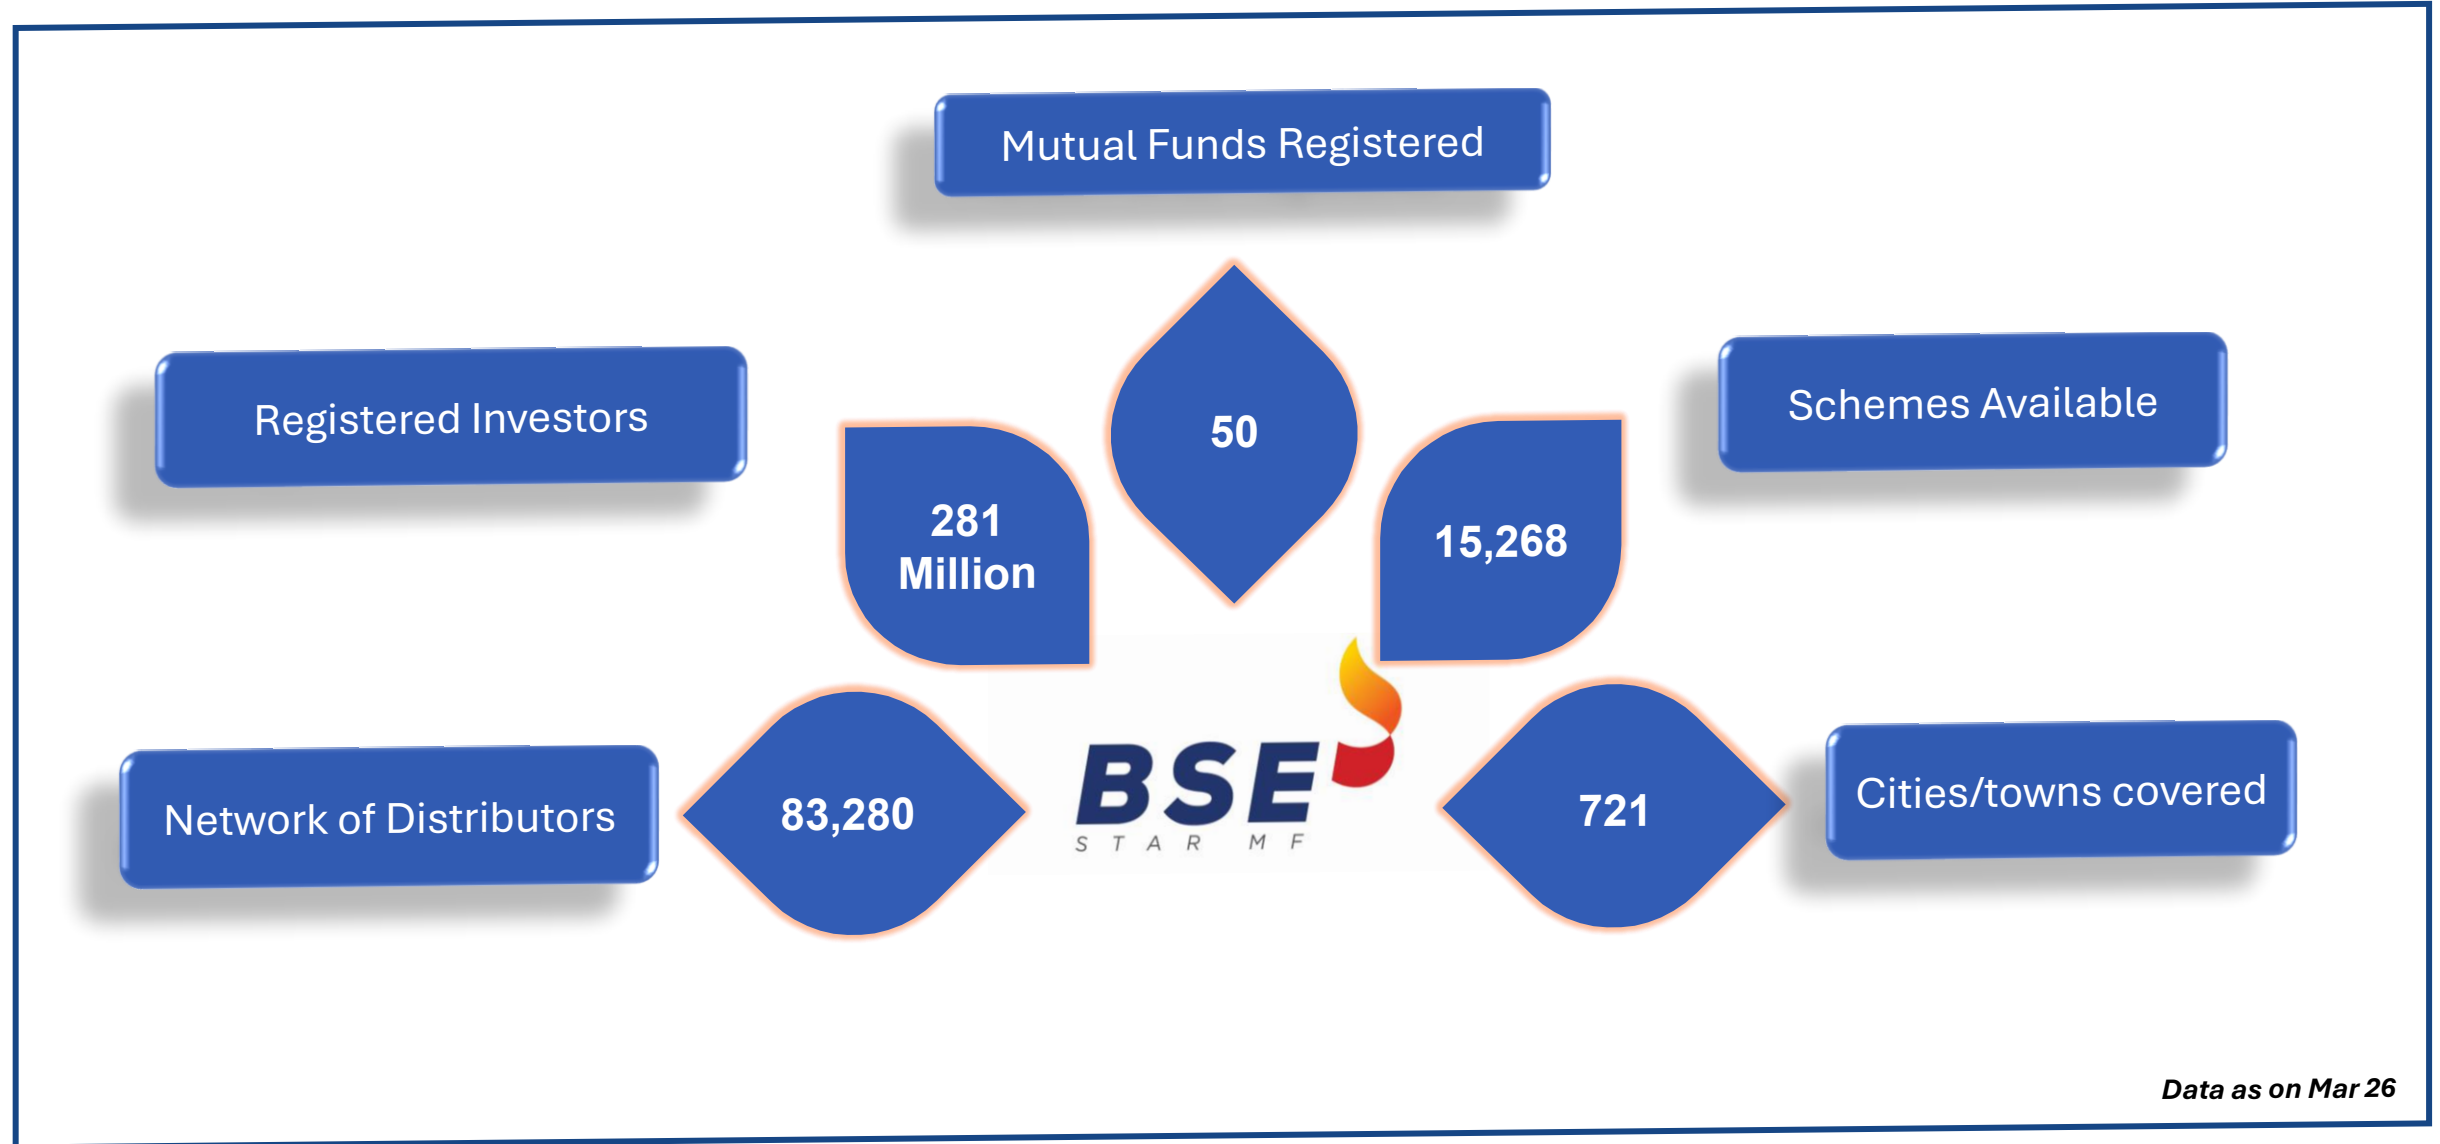 Mutual Funds Registered
50
Registered Investors
281
Million
Schemes Available
15,268
Network of Distributors
83,280
BSE
STAR MF
721
Cities/towns covered
Data as on Mar 26